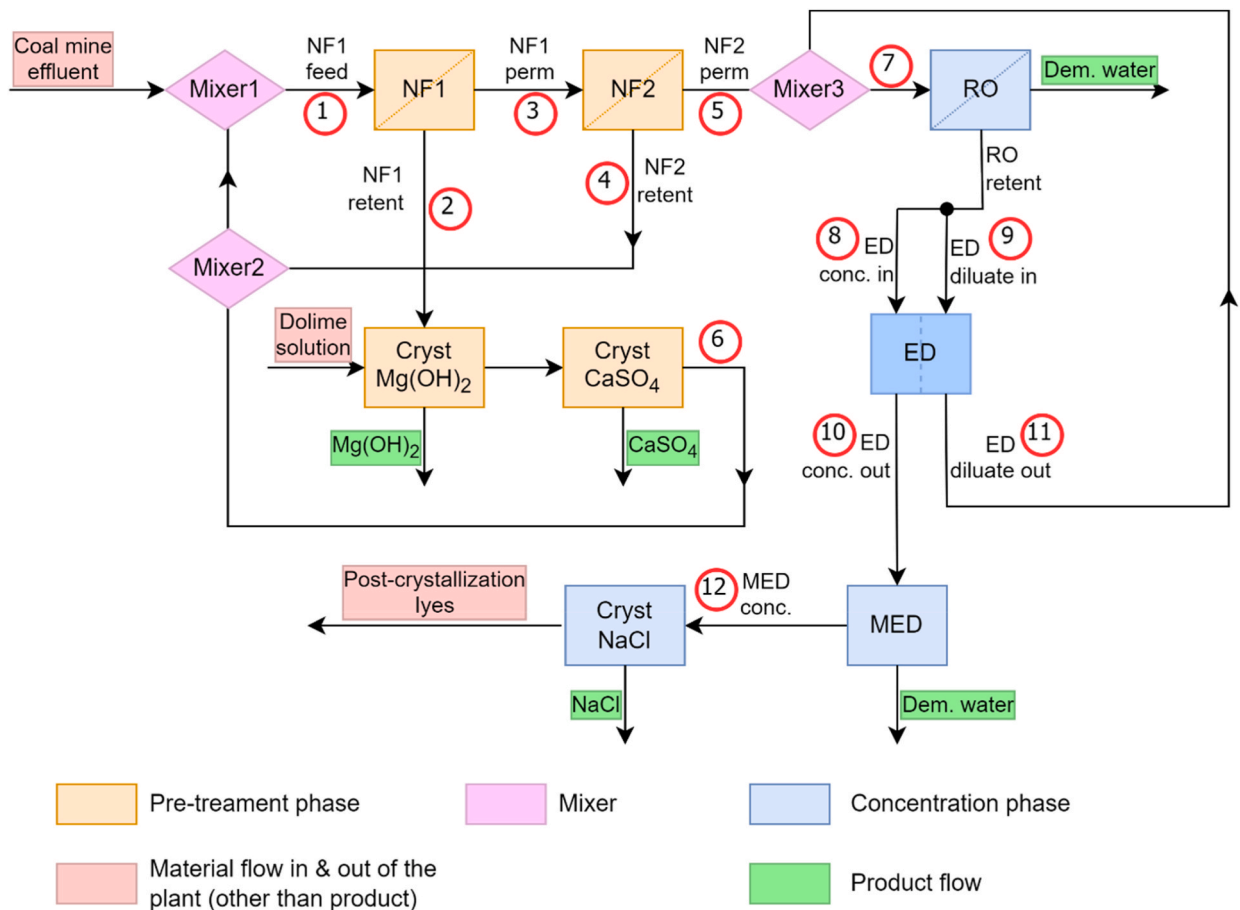 Coal mine
effluent
Mixer1
NF1
feed
1
NF1
NF1
perm
3
NF2
NF2
perm
5
Mixer3
7
RO
Dem. water
NF1
retent
2
4
NF2
retent
RO
retent
Mixer2
8
ED
conc. in
ED
diluate in
9
Dolime
solution
Cryst
Mg(OH)2
Cryst
CaSO4
6
ED
Mg(OH)2
CaSO4
10
ED
conc. out
ED
diluate out
11
Post-crystallization
lyes
Cryst
NaCl
12
MED
conc.
MED
NaCl
Dem. water
Pre-treament phase
Mixer
Concentration phase
Material flow in & out of the
plant (other than product)
Product flow